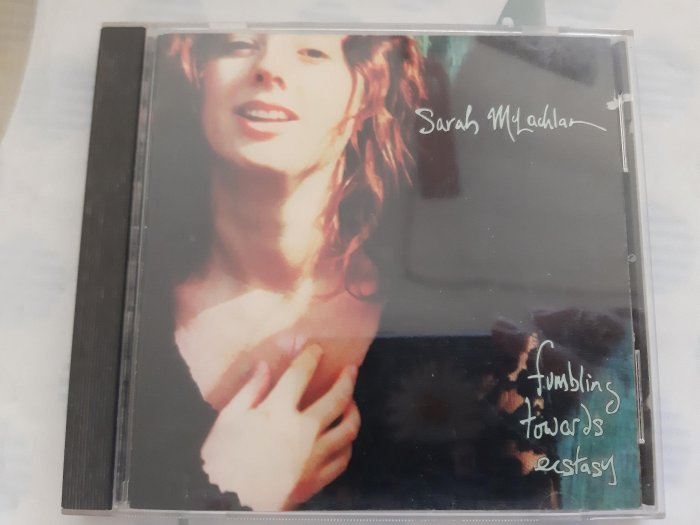 Sarah McLachlan
fumbling
towards
ecstasy